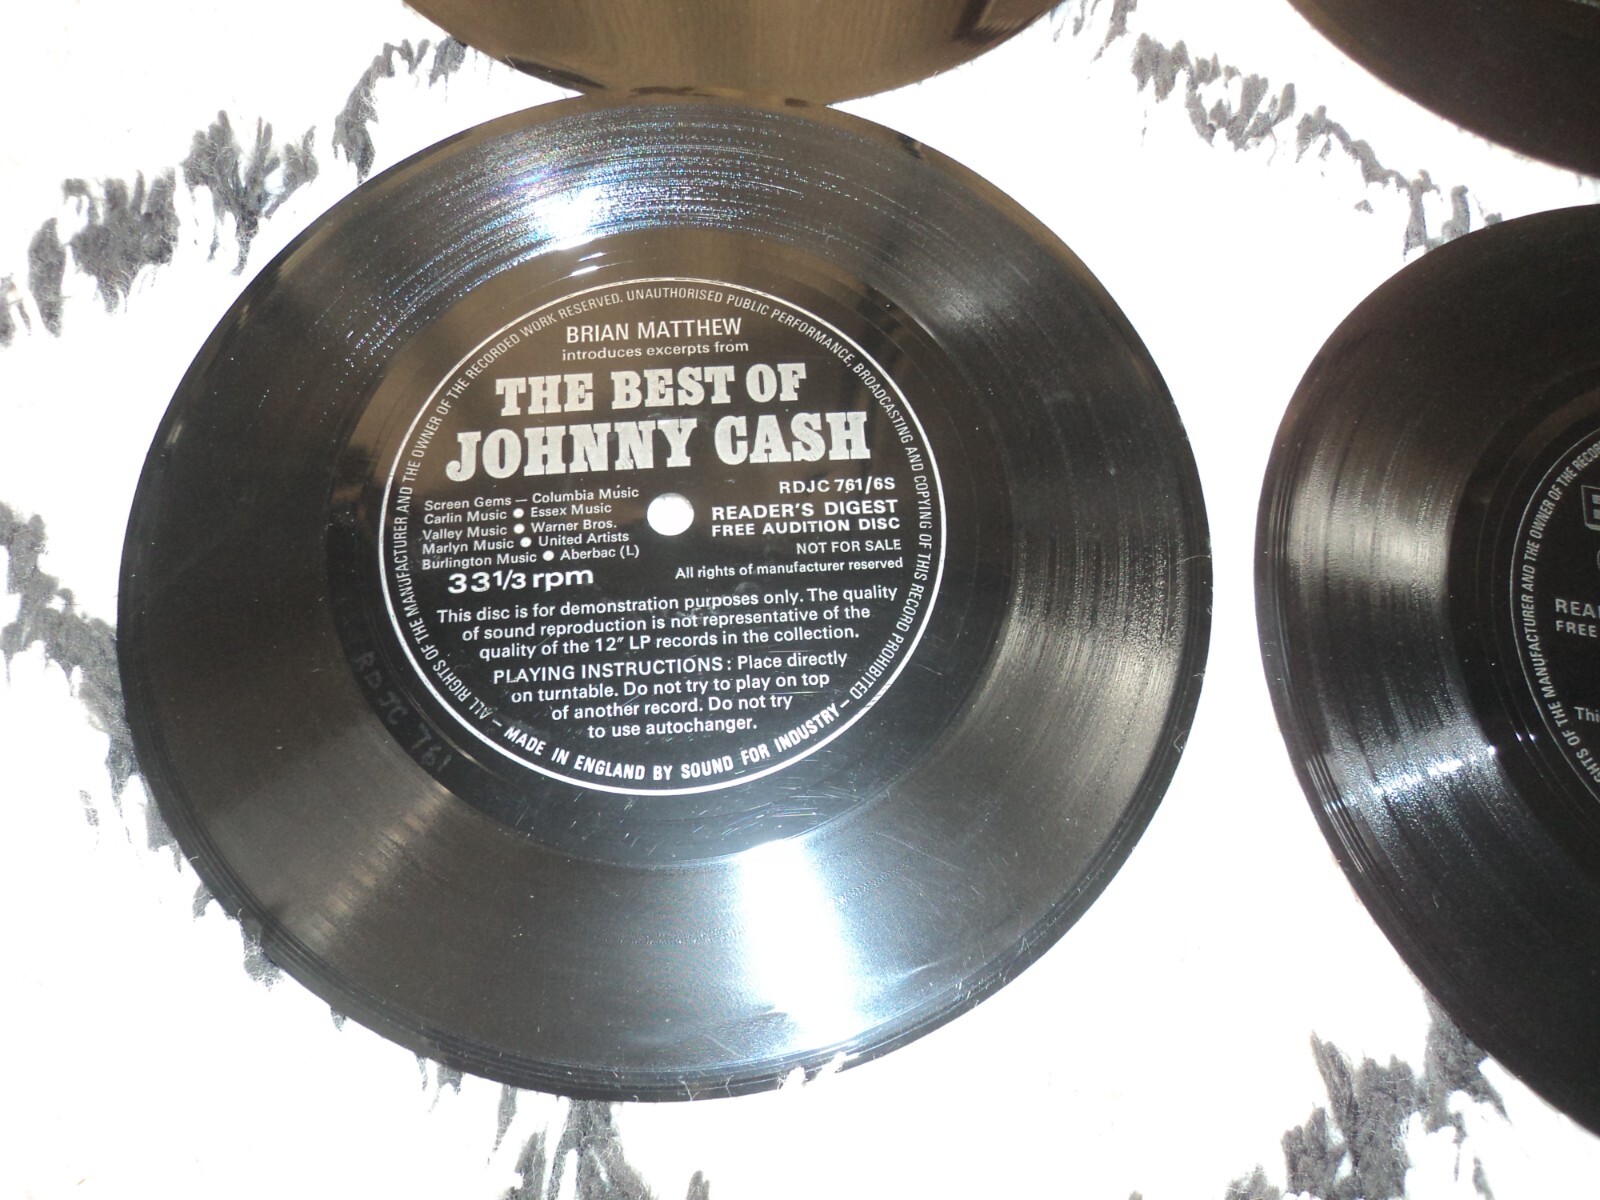 ALL RIGHTS OF THE MANUFACTURER AND THE OWNER OF THE RECORDED WORK RESERVED. UNAUTHORISED PUBLIC PERFORMANCE, BROADCASTING AND COPYING OF THIS RECORD PROHIBITED
BRIAN MATTHEW
introduces excerpts from
THE BEST OF
JOHNNY CASH
Screen Gems — Columbia Music
Carlin Music ● Essex Music
Valley Music ● Warner Bros.
Marlyn Music ● United Artists
Burlington Music ● Aberbac (L)
33 1/3 rpm
RDJC 761/6S
READER'S DIGEST
FREE AUDITION DISC
NOT FOR SALE
All rights of manufacturer reserved
This disc is for demonstration purposes only. The quality
of sound reproduction is not representative of the
quality of the 12″ LP records in the collection.
PLAYING INSTRUCTIONS: Place directly
on turntable. Do not try to play on top
of another record. Do not try
to use autochanger.
— MADE IN ENGLAND BY SOUND FOR INDUSTRY —
RDJC 761
OF THE MANUFACTURER AND THE OWNER OF THE
FREE